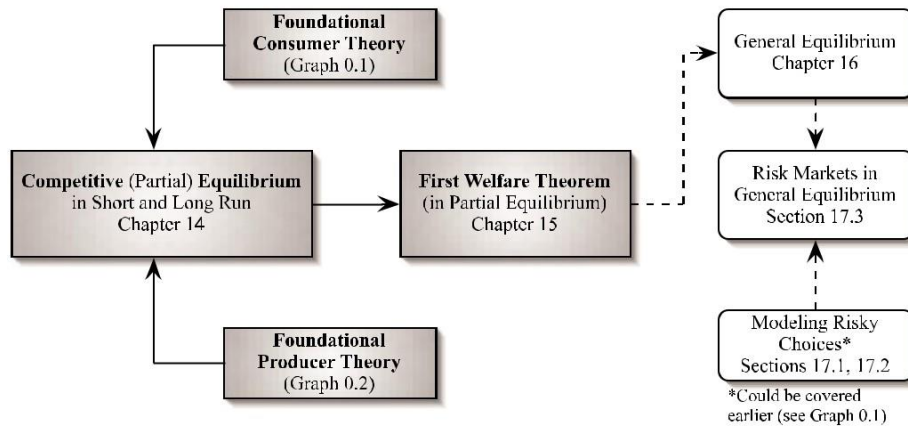 Foundational
Consumer Theory
(Graph 0.1)
General Equilibrium
Chapter 16
Competitive (Partial) Equilibrium
in Short and Long Run
Chapter 14
First Welfare Theorem
(in Partial Equilibrium)
Chapter 15
Risk Markets in
General Equilibrium
Section 17.3
Foundational
Producer Theory
(Graph 0.2)
Modeling Risky
Choices*
Sections 17.1, 17.2
*Could be covered
earlier (see Graph 0.1)